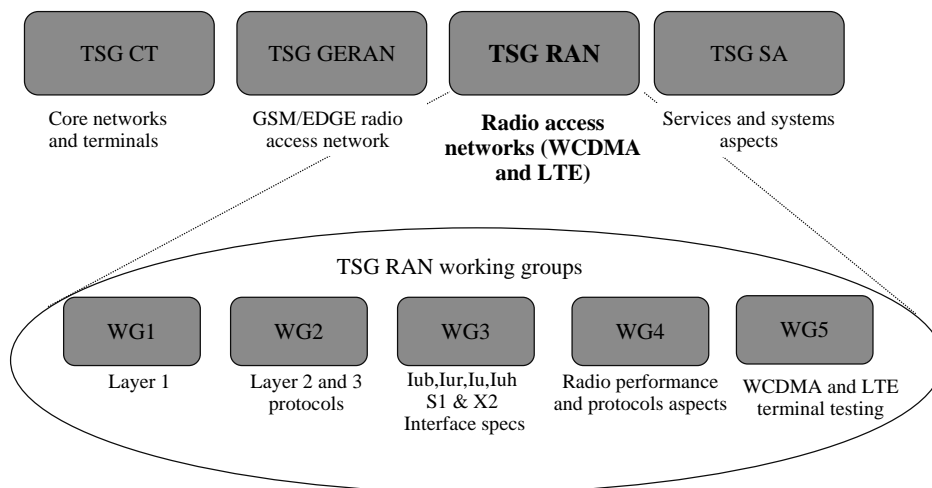 TSG CT
TSG GERAN
TSG RAN
TSG SA
Core networks
and terminals
GSM/EDGE radio
access network
Radio access
networks (WCDMA
and LTE)
Services and systems
aspects
TSG RAN working groups
WG1
WG2
WG3
WG4
WG5
Layer 1
Layer 2 and 3
protocols
Iub,Iur,Iu,Iuh
S1 & X2
Interface specs
Radio performance
and protocols aspects
WCDMA and LTE
terminal testing